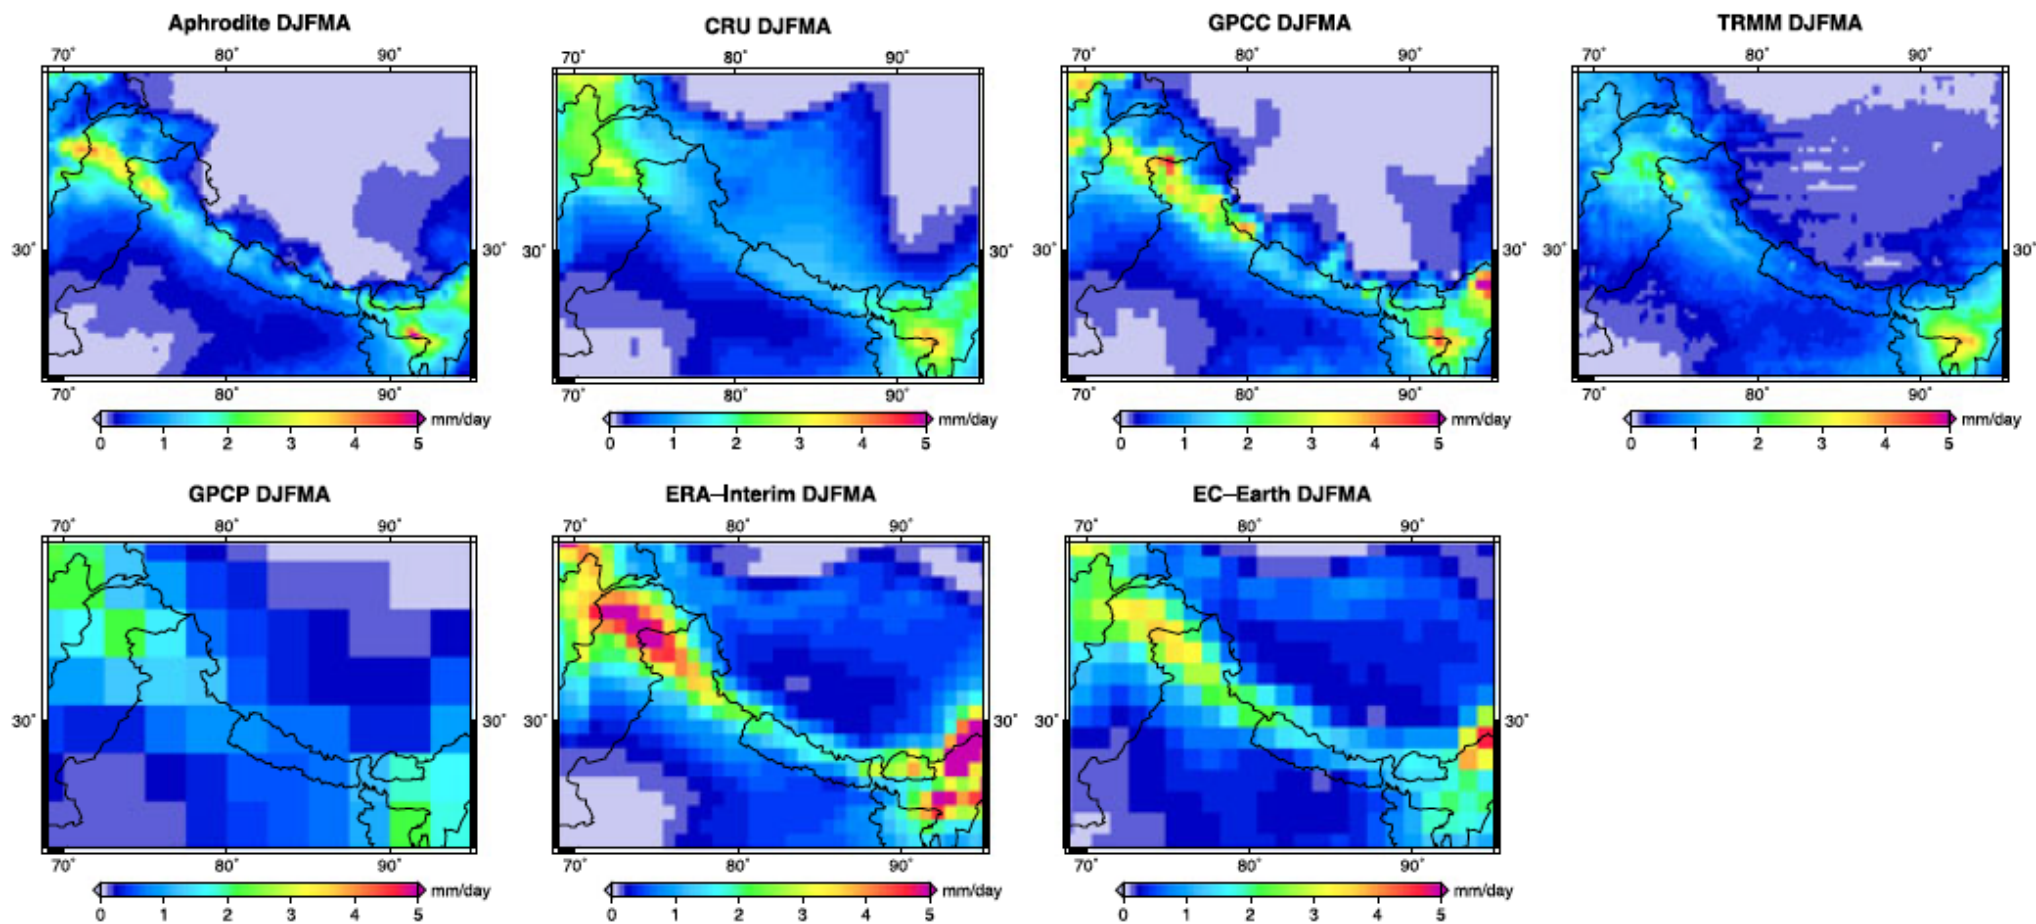 Aphrodite DJFMA
CRU DJFMA
GPCC DJFMA
TRMM DJFMA
70° 80° 90°
70° 80° 90°
70° 80° 90°
70° 80° 90°
30° 30° 30° 30° 30°
70° 80° 90°
70° 80° 90°
70° 80° 90°
70° 80° 90°
mm/day
mm/day
mm/day
mm/day
0 1 2 3 4 5
0 1 2 3 4 5
0 1 2 3 4 5
0 1 2 3 4 5
GPCP DJFMA
ERA–Interim DJFMA
EC–Earth DJFMA
70° 80° 90°
70° 80° 90°
70° 80° 90°
30° 30° 30° 30°
70° 80° 90°
70° 80° 90°
70° 80° 90°
mm/day
mm/day
mm/day
0 1 2 3 4 5
0 1 2 3 4 5
0 1 2 3 4 5